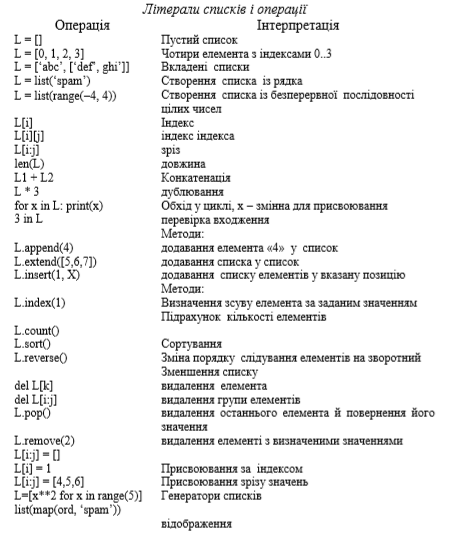 Літерали списків і операції
Операція Інтерпретація
L = [] Пустий список
L = [0, 1, 2, 3] Чотири елемента з індексами 0..3
L = [‘abc’, [‘def’, ghi’]] Вкладені списки
L = list(‘spam’) Створення списка із рядка
L = list(range(–4, 4)) Створення списка із безперервної послідовності
цілих чисел
L[i] Індекс
L[i][j] індекс індекса
L[i:j] зріз
len(L) довжина
L1 + L2 Конкатенація
L * 3 дублювання
for x in L: print(x) Обхід у циклі, x – змінна для присвоювання
3 in L перевірка входження
Методи:
L.append(4) додавання елемента «4» у список
L.extend([5,6,7]) додавання списка у список
L.insert(1, X) додавання списку елементів у вказану позицію
Методи:
L.index(1) Визначення зсуву елемента за заданим значенням
Підрахунок кількості елементів
L.count()
L.sort() Сортування
L.reverse() Зміна порядку слідування елементів на зворотний
Зменшення списку
del L[k] видалення елемента
del L[i:j] видалення групи елементів
L.pop() видалення останнього елемента й повернення його
значення
L.remove(2) видалення елементі з визначеними значеннями
L[i:j] = []
L[i] = 1 Присвоювання за індексом
L[i:j] = [4,5,6] Присвоювання зрізу значень
L=[x**2 for x in range(5)] Генератори списків
list(map(ord, ‘spam’))
відображення